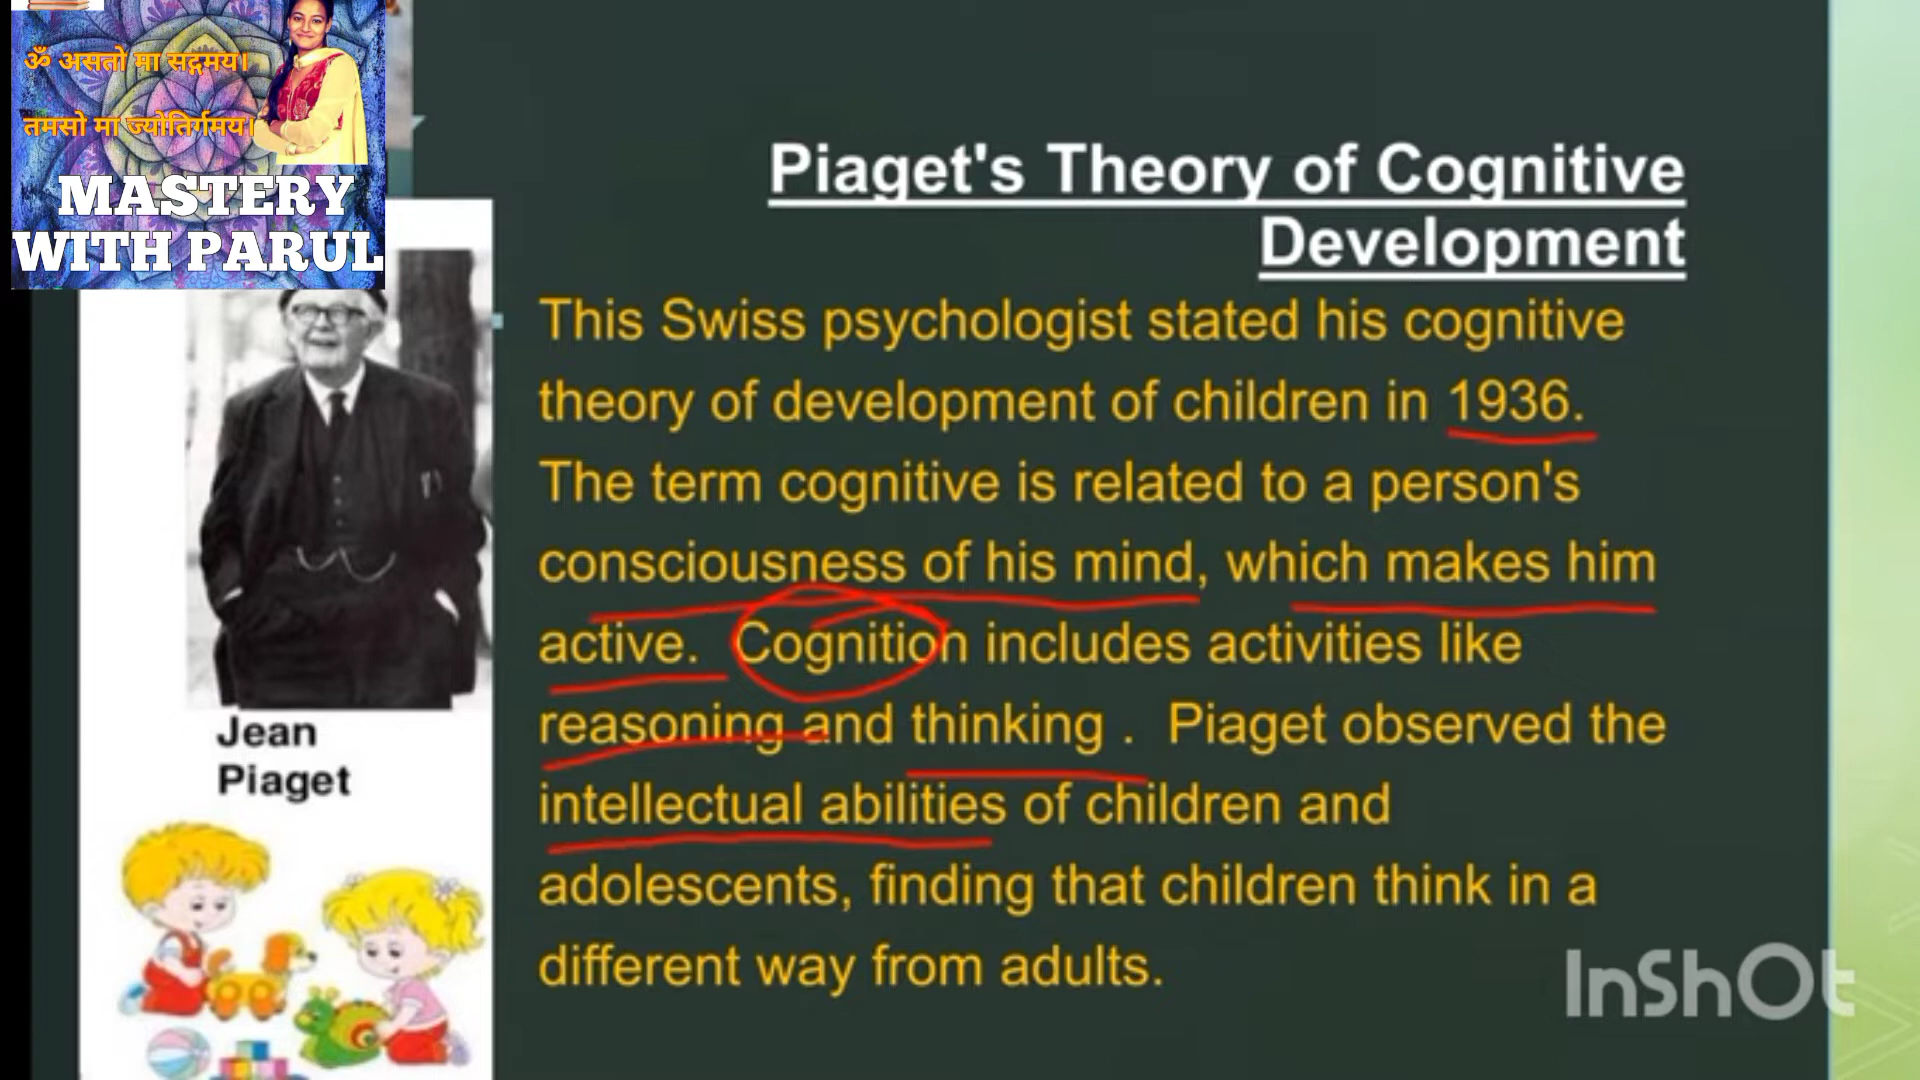 ॐ असतो मा सद्गमय।
तमसो मा ज्योतिर्गमय।
MASTERY
WITH PARUL
Piaget's Theory of Cognitive
Development
This Swiss psychologist stated his cognitive
theory of development of children in 1936.
The term cognitive is related to a person's
consciousness of his mind, which makes him
active. Cognition includes activities like
reasoning and thinking . Piaget observed the
intellectual abilities of children and
adolescents, finding that children think in a
different way from adults.
Jean
Piaget
InShOt